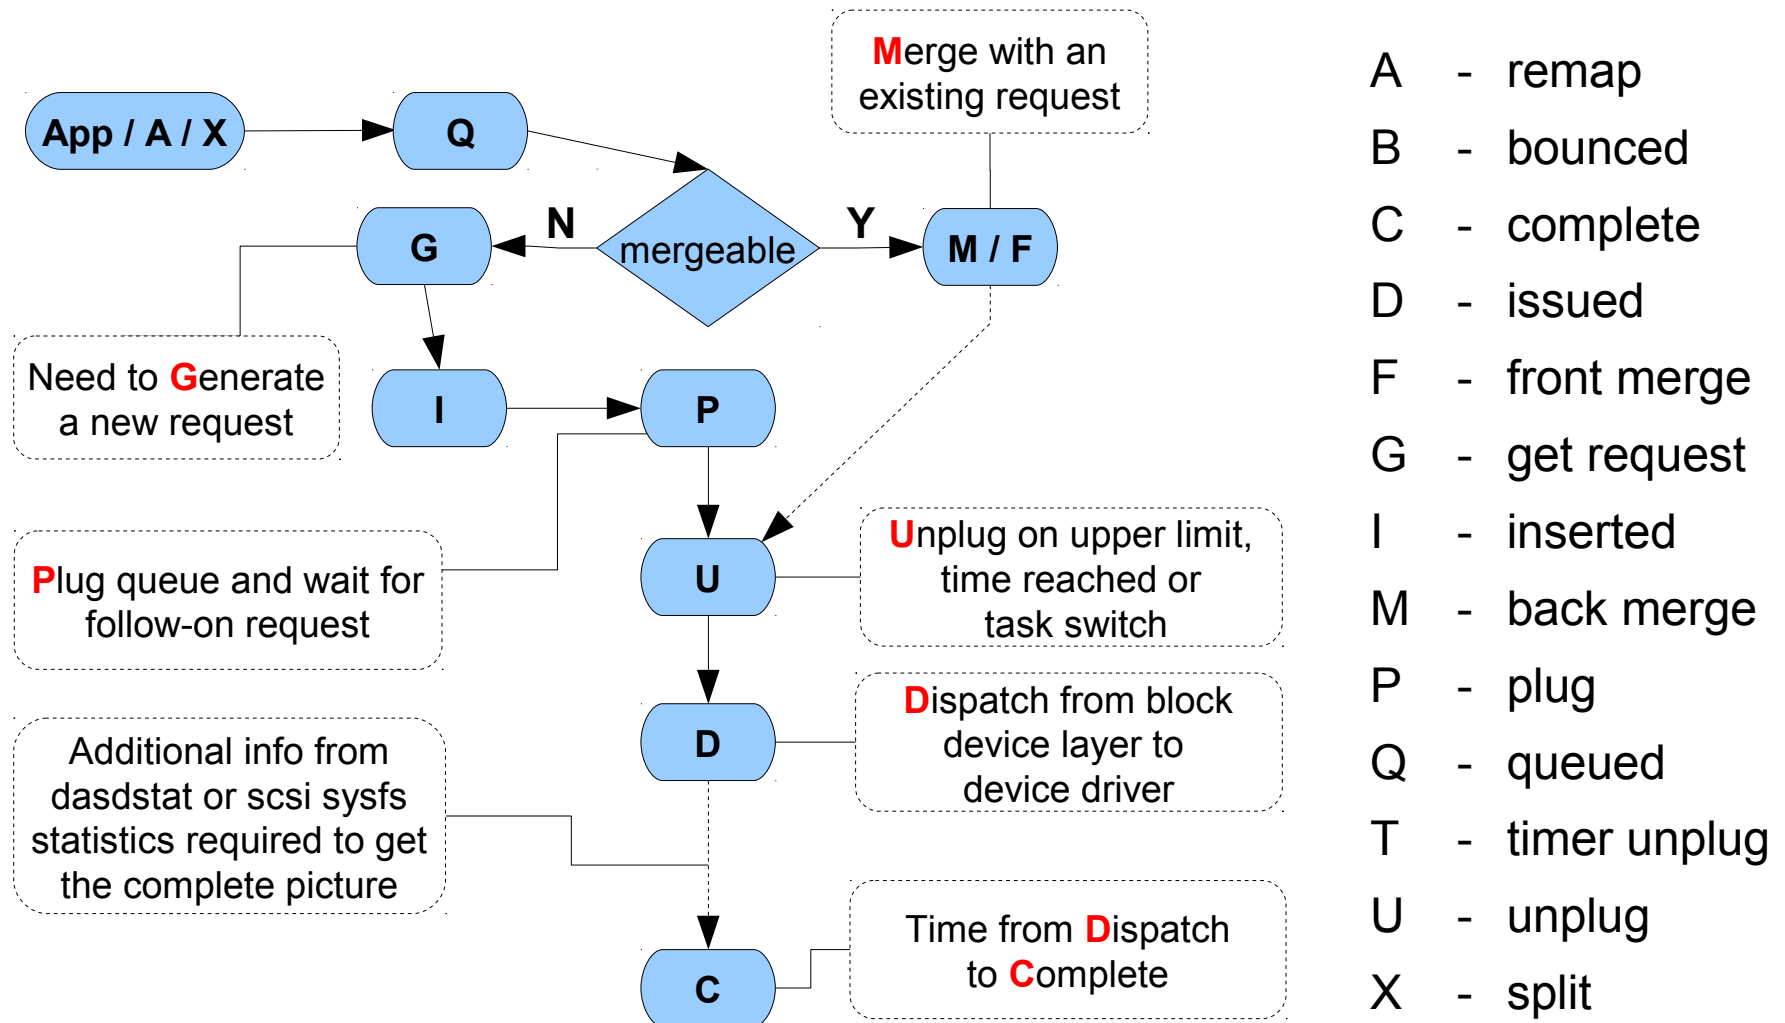 Merge with an
existing request
App / A / X
Q
N
Y
G
mergeable
M / F
Need to Generate
a new request
I
P
Plug queue and wait for
follow-on request
U
Unplug on upper limit,
time reached or
task switch
D
Dispatch from block
device layer to
device driver
Additional info from
dasdstat or scsi sysfs
statistics required to get
the complete picture
C
Time from Dispatch
to Complete
A - remap
B - bounced
C - complete
D - issued
F - front merge
G - get request
I - inserted
M - back merge
P - plug
Q - queued
T - timer unplug
U - unplug
X - split